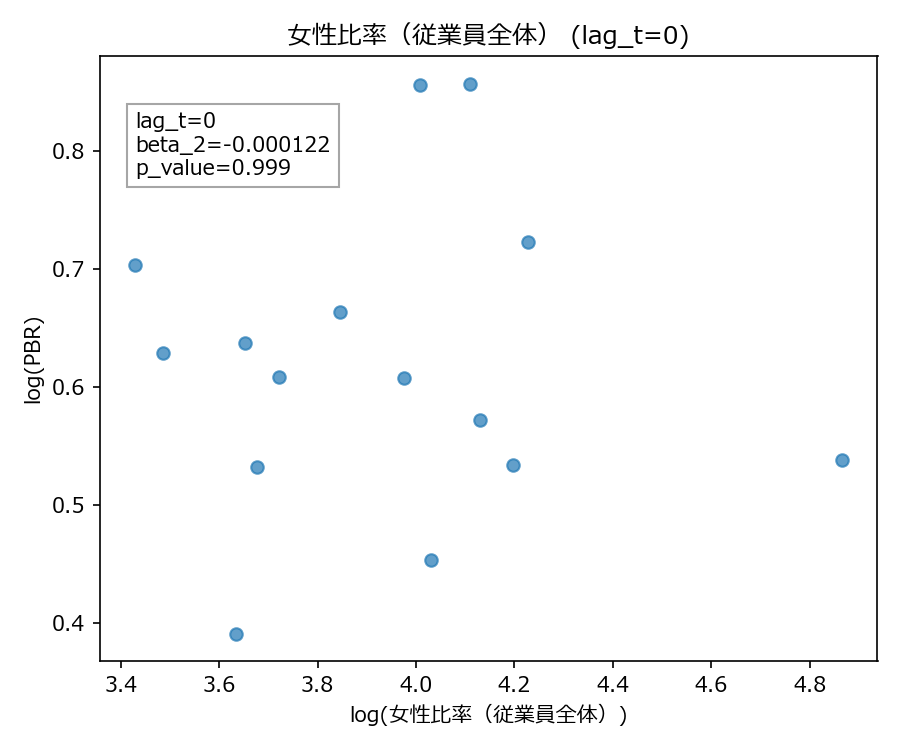 女性比率（従業員全体） (lag_t=0)
lag_t=0
beta_2=-0.000122
p_value=0.999
log(PBR)
0.8
0.7
0.6
0.5
0.4
3.4 3.6 3.8 4.0 4.2 4.4 4.6 4.8
log(女性比率（従業員全体）)